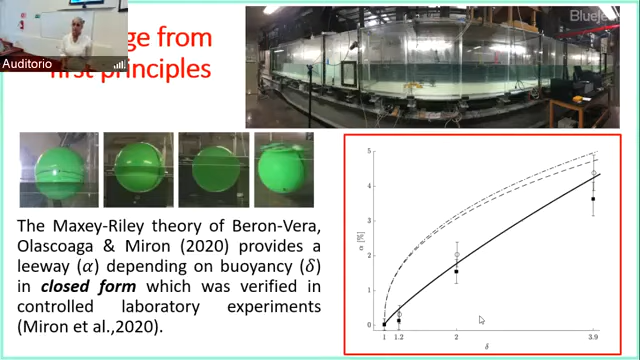 Bluejea
ge from
first principles
Auditorio
The Maxey-Riley theory of Beron-Vera,
Olascoaga & Miron (2020) provides a
leeway (α) depending on buoyancy (δ)
in closed form which was verified in
controlled laboratory experiments
(Miron et al.,2020).
5
4
3
2
1
0
α [%]
1 1.2 2 3.9
δ